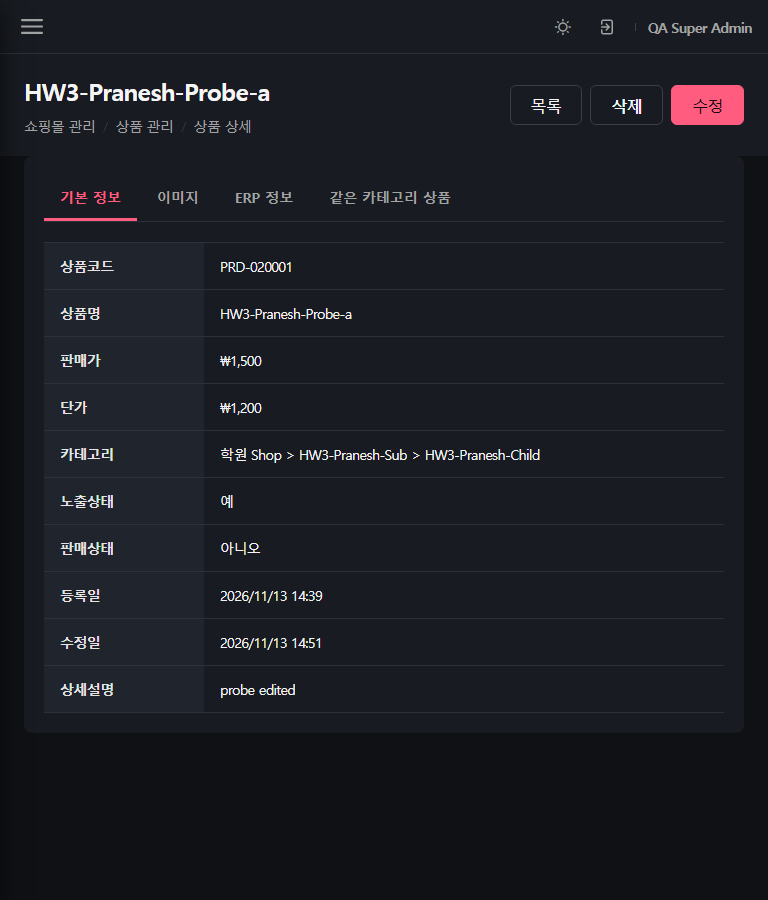 QA Super Admin
HW3-Pranesh-Probe-a
목록 삭제 수정
쇼핑몰 관리 / 상품 관리 / 상품 상세
기본 정보 이미지 ERP 정보 같은 카테고리 상품
상품코드 PRD-020001
상품명 HW3-Pranesh-Probe-a
판매가 ₩1,500
단가 ₩1,200
카테고리 학원 Shop > HW3-Pranesh-Sub > HW3-Pranesh-Child
노출상태 예
판매상태 아니오
등록일 2026/11/13 14:39
수정일 2026/11/13 14:51
상세설명 probe edited